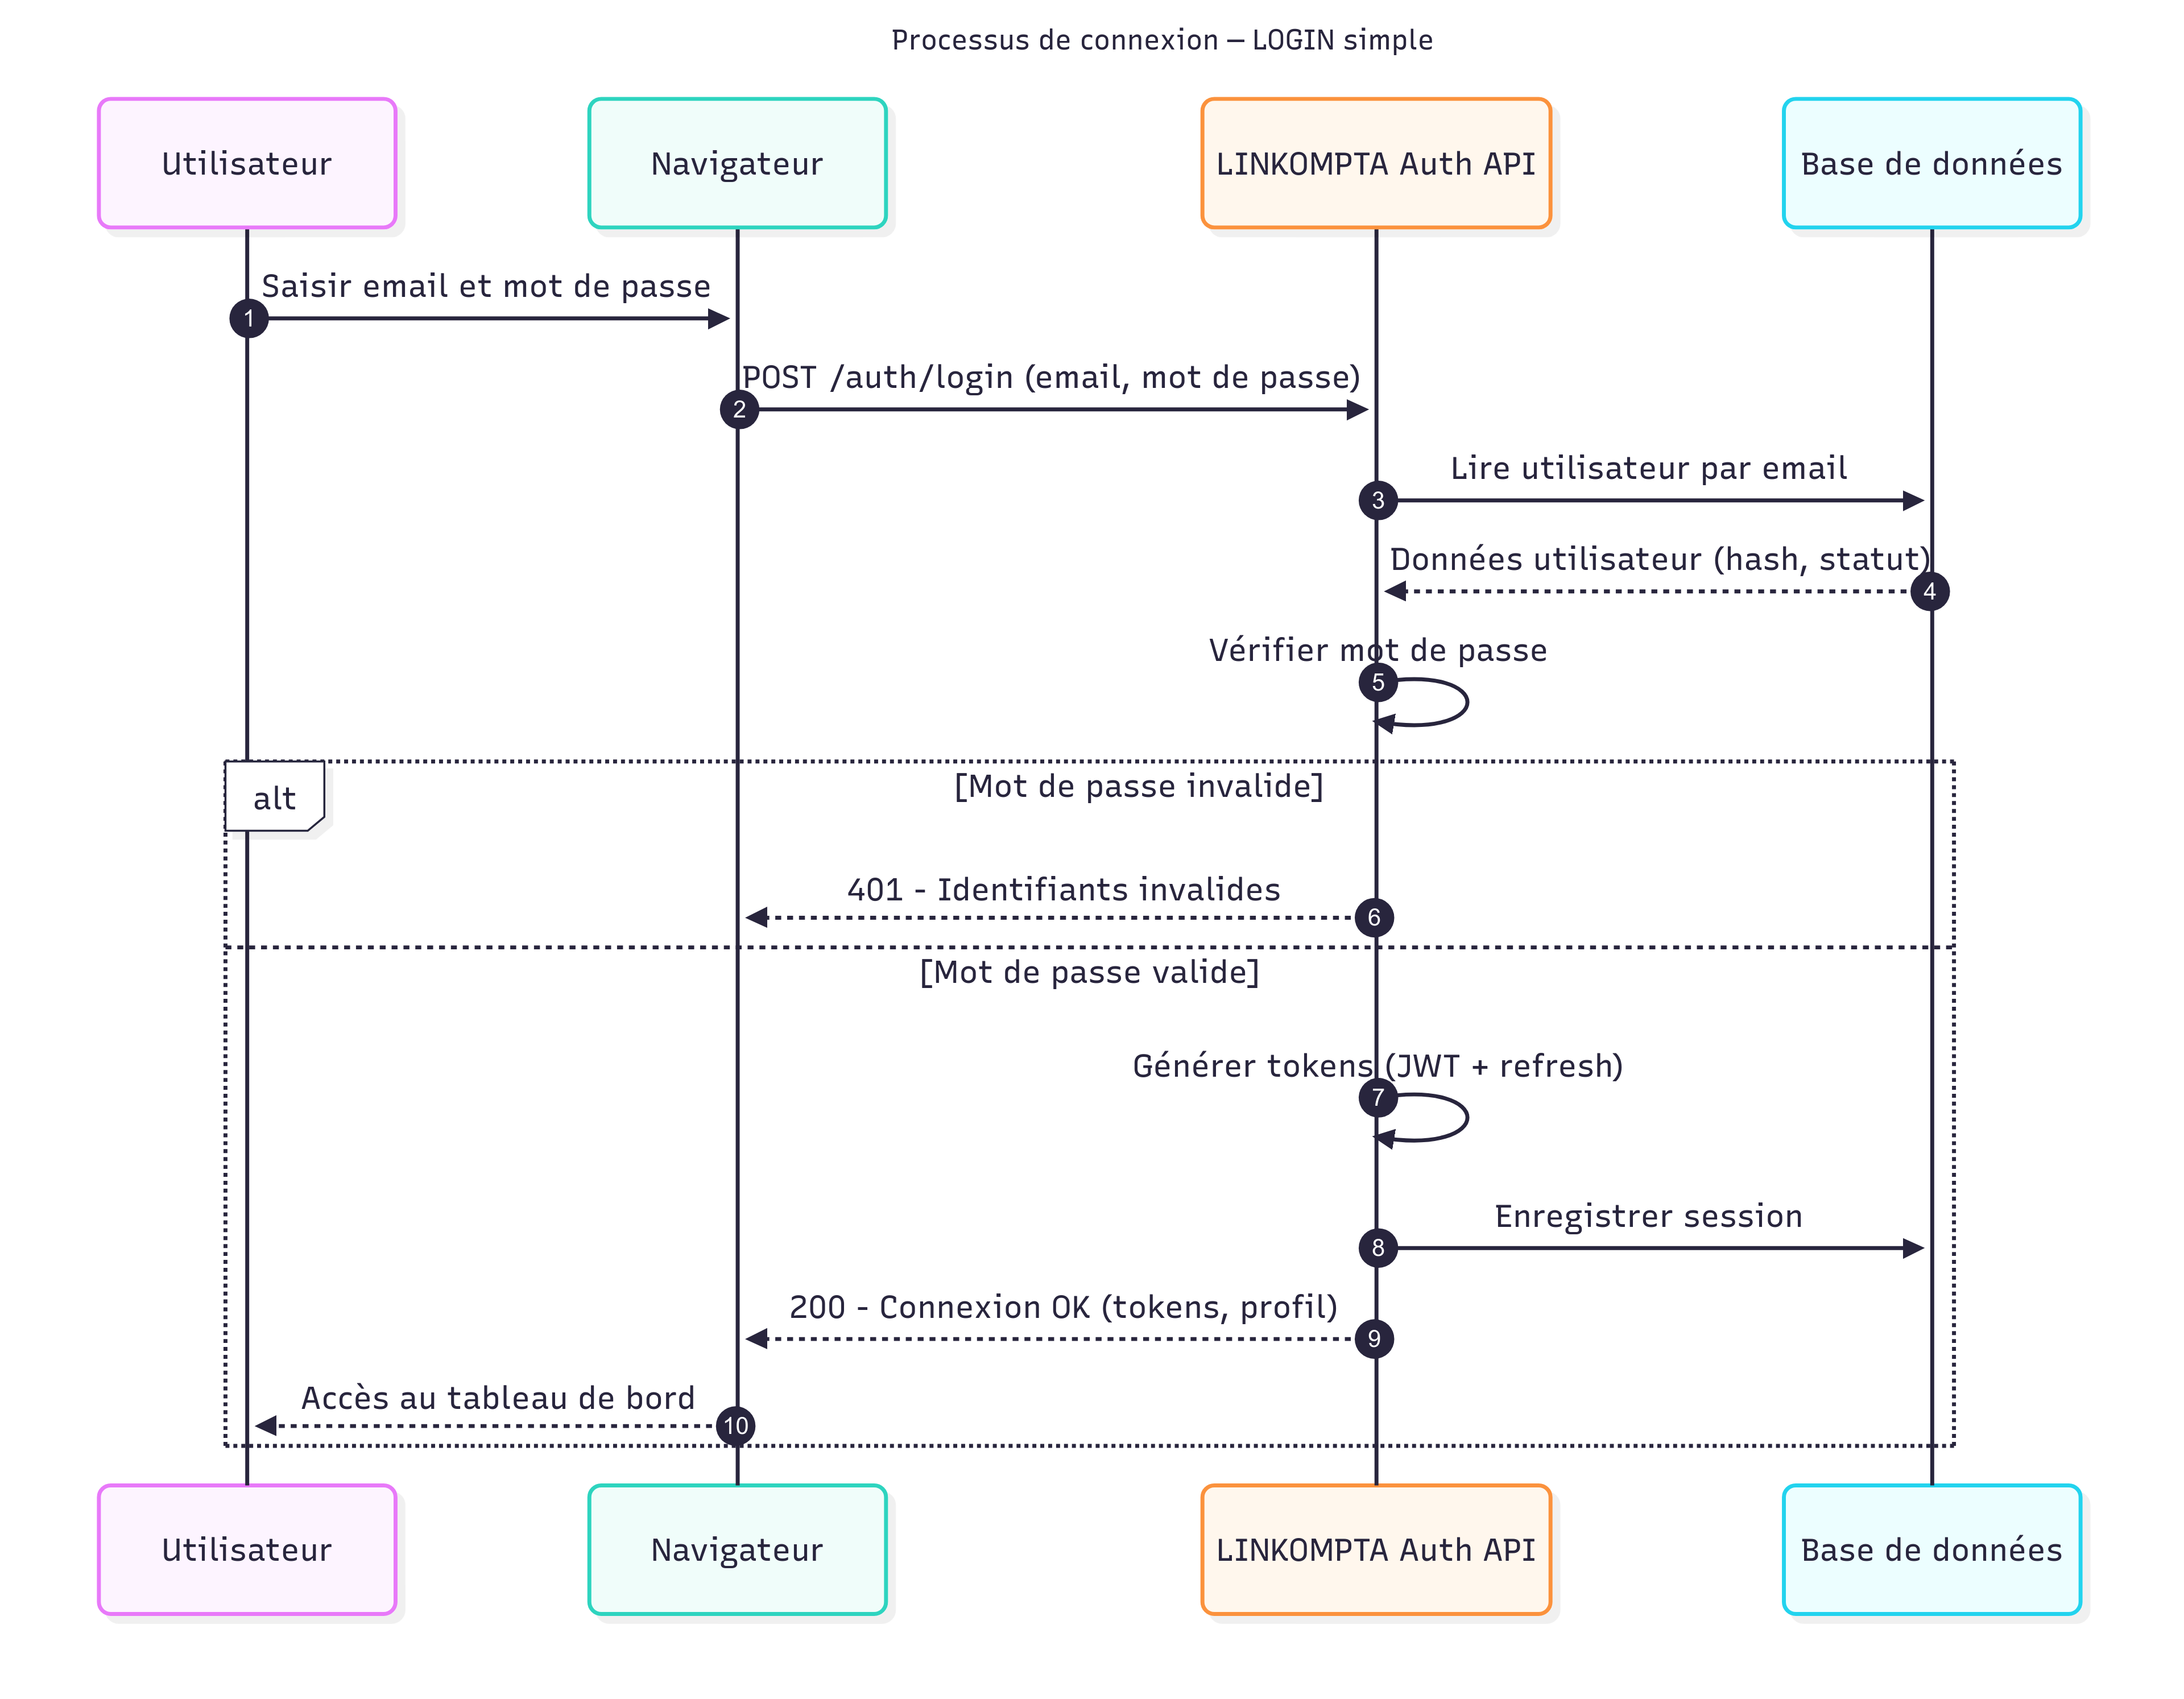 Processus de connexion — LOGIN simple
Utilisateur
Navigateur
LINKOMPTA Auth API
Base de données
Saisir email et mot de passe
1
POST /auth/login (email, mot de passe)
2
Lire utilisateur par email
3
Données utilisateur (hash, statut)
4
Vérifier mot de passe
5
alt
[Mot de passe invalide]
401 - Identifiants invalides
6
[Mot de passe valide]
Générer tokens (JWT + refresh)
7
Enregistrer session
8
200 - Connexion OK (tokens, profil)
9
Accès au tableau de bord
10
Utilisateur
Navigateur
LINKOMPTA Auth API
Base de données